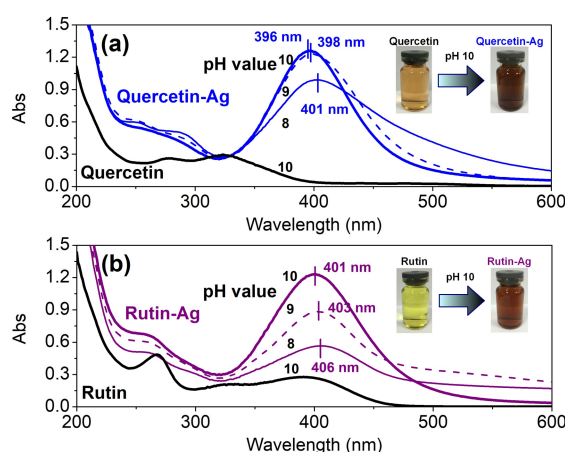 (a)
396 nm
398 nm
10
pH value
9
Quercetin-Ag
401 nm
8
10
Quercetin
Quercetin
pH 10
Quercetin-Ag
Abs
1.5
1.2
0.9
0.6
0.3
0.0
200
300
400
500
600
Wavelength (nm)
(b)
10
401 nm
pH value
9
403 nm
Rutin-Ag
8
406 nm
10
Rutin
Rutin
pH 10
Rutin-Ag
Abs
1.5
1.2
0.9
0.6
0.3
0.0
200
300
400
500
600
Wavelength (nm)